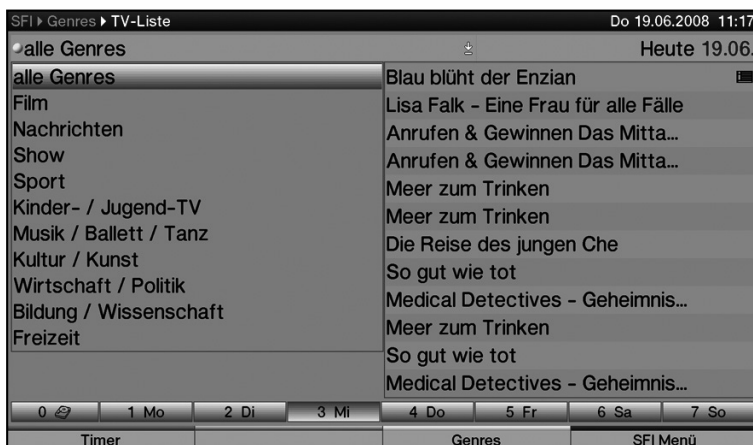 SFI Genres TV-Liste Do 19.06.2008 11:17
alle Genres Heute 19.06.
alle Genres
Film
Nachrichten
Show
Sport
Kinder- / Jugend-TV
Musik / Ballett / Tanz
Kultur / Kunst
Wirtschaft / Politik
Bildung / Wissenschaft
Freizeit
Blau blüht der Enzian
Lisa Falk - Eine Frau für alle Fälle
Anrufen & Gewinnen Das Mitta...
Anrufen & Gewinnen Das Mitta...
Meer zum Trinken
Meer zum Trinken
Die Reise des jungen Che
So gut wie tot
Medical Detectives - Geheimnis...
Meer zum Trinken
So gut wie tot
Medical Detectives - Geheimnis...
0 1 Mo 2 Di 3 Mi 4 Do 5 Fr 6 Sa 7 So
Timer Genres SFI Menü